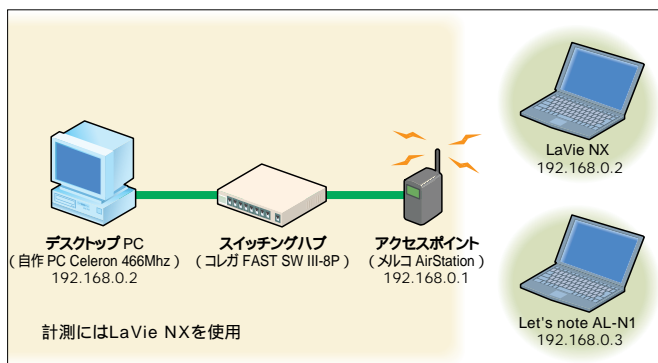 デスクトップPC
(自作 PC Celeron 466Mhz)
192.168.0.2
スイッチングハブ
(コレガ FAST SW III-8P)
アクセスポイント
(メルコ AirStation)
192.168.0.1
LaVie NX
192.168.0.2
Let's note AL-N1
192.168.0.3
計測にはLaVie NXを使用